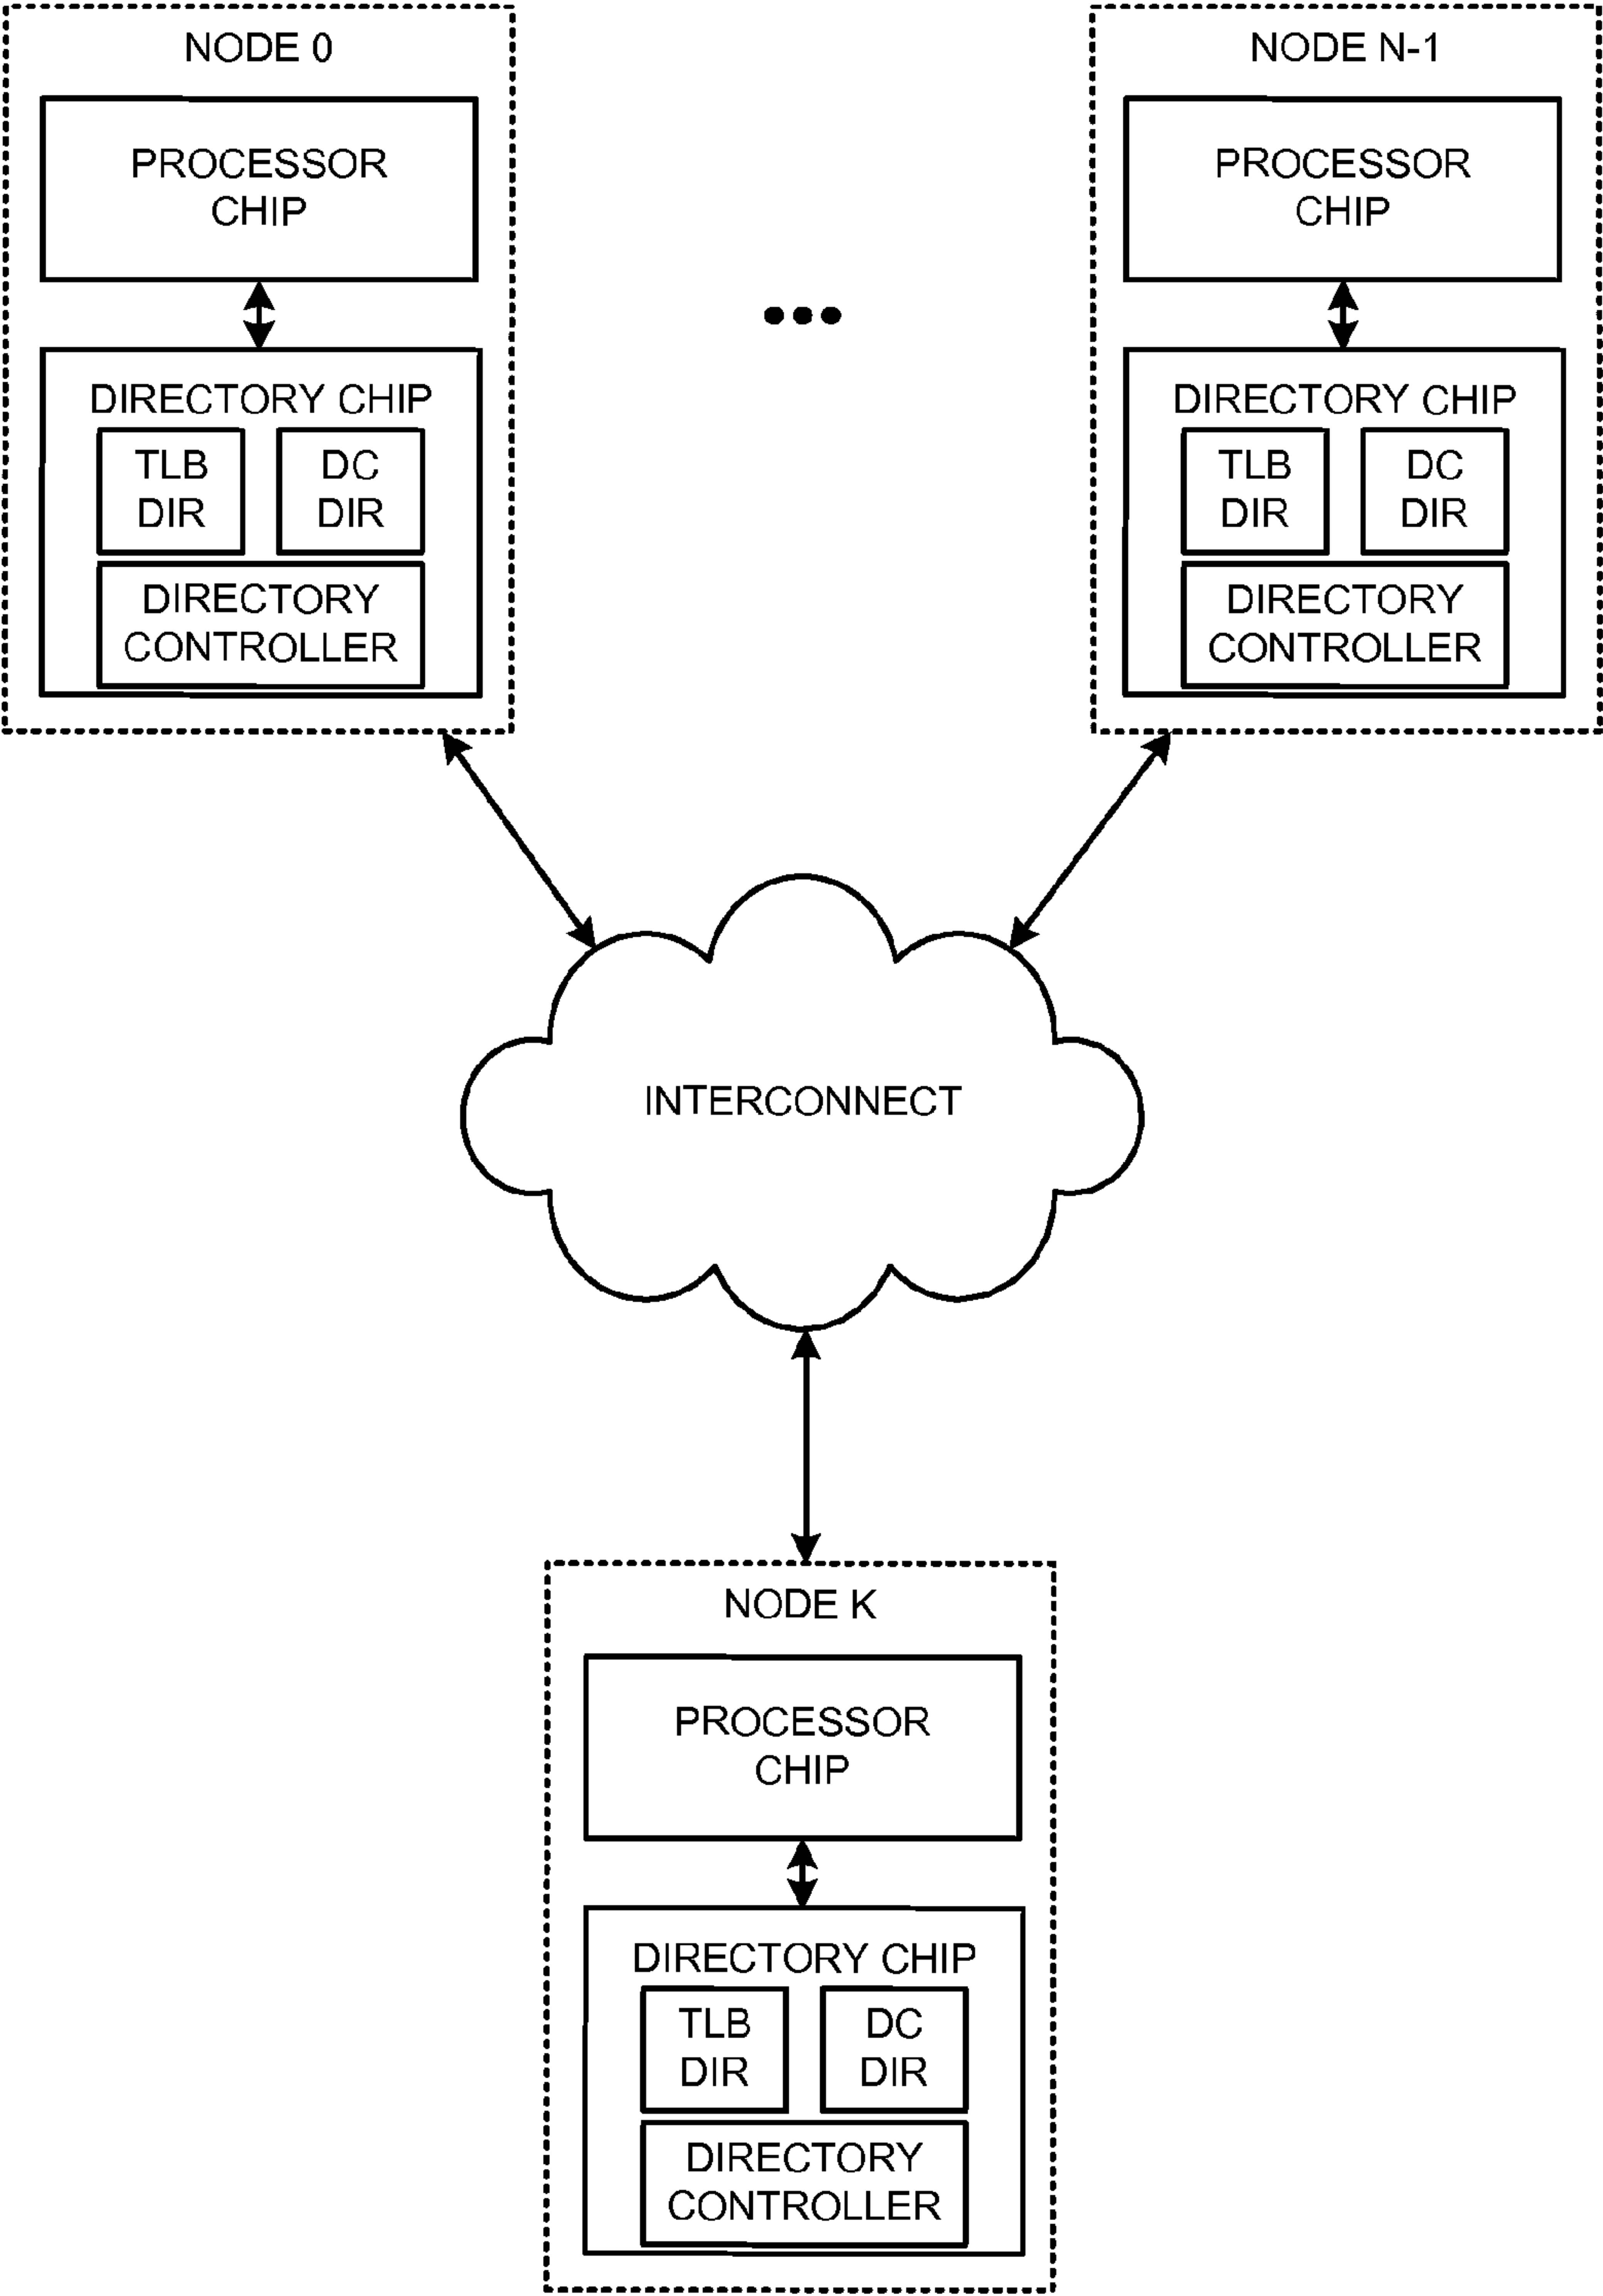 NODE 0
PROCESSOR
CHIP
DIRECTORY CHIP
TLB
DIR
DC
DIR
DIRECTORY
CONTROLLER
NODE N-1
PROCESSOR
CHIP
DIRECTORY CHIP
TLB
DIR
DC
DIR
DIRECTORY
CONTROLLER
INTERCONNECT
NODE K
PROCESSOR
CHIP
DIRECTORY CHIP
TLB
DIR
DC
DIR
DIRECTORY
CONTROLLER